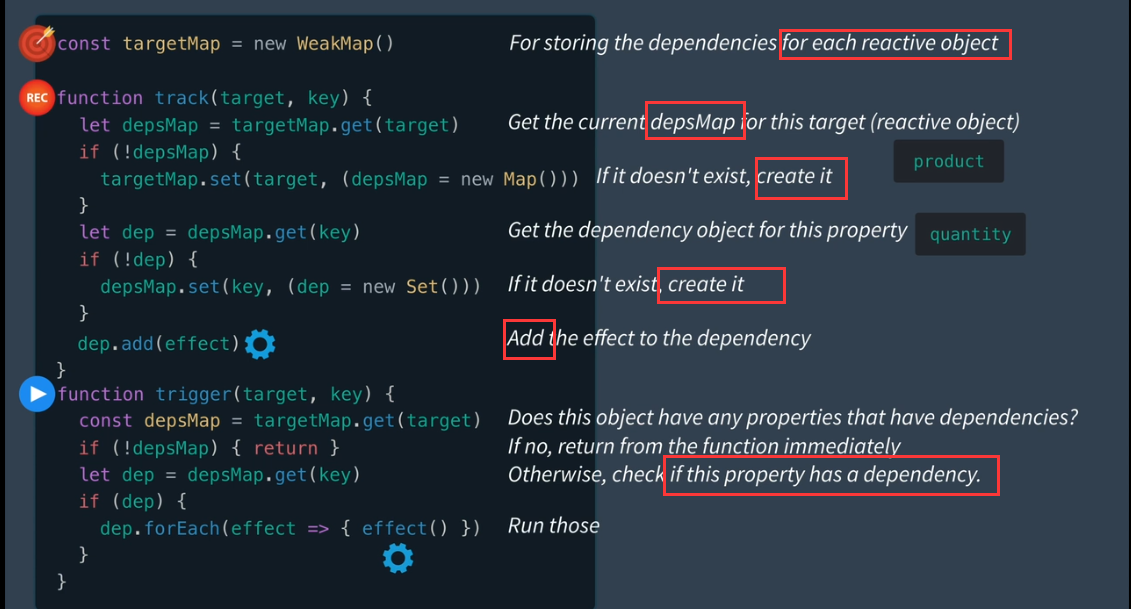 const targetMap = new WeakMap() For storing the dependencies for each reactive object
REC function track(target, key) {
let depsMap = targetMap.get(target) Get the current depsMap for this target (reactive object)
if (!depsMap) { product
targetMap.set(target, (depsMap = new Map())) If it doesn't exist, create it
}
let dep = depsMap.get(key) Get the dependency object for this property quantity
if (!dep) {
depsMap.set(key, (dep = new Set())) If it doesn't exist, create it
}
dep.add(effect) Add the effect to the dependency
}
function trigger(target, key) {
const depsMap = targetMap.get(target) Does this object have any properties that have dependencies?
if (!depsMap) { return } If no, return from the function immediately
let dep = depsMap.get(key) Otherwise, check if this property has a dependency.
if (dep) {
dep.forEach(effect => { effect() }) Run those
}
}